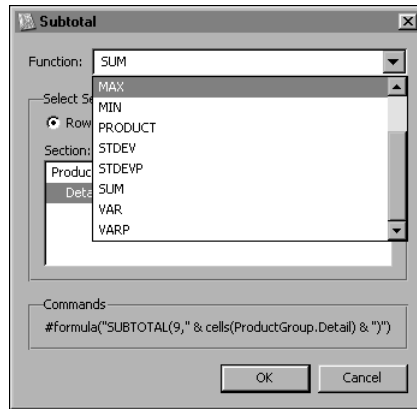 Subtotal
Function: SUM
MAX
Select Se
MIN
Row
PRODUCT
Section:
STDEV
Produc
STDEVP
Deta
SUM
VAR
VARP
Commands
#formula("SUBTOTAL(9," & cells(ProductGroup.Detail) & ")")
OK Cancel